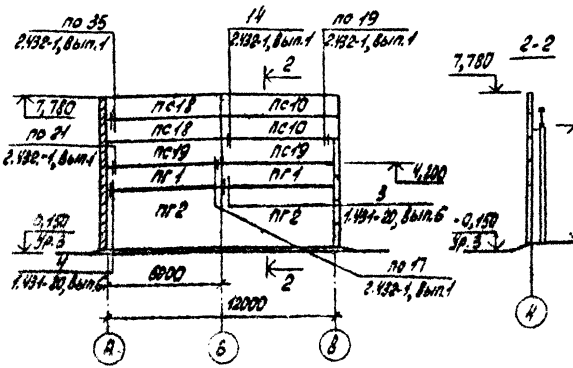 по 35
2.432-1, Вып.1
14
2.432-1, Вып.1
по 19
2.432-1, Вып.1
2
2-2
7,780
7,780
пс18
пс10
пс18
пс10
по 21
2.432-1, Вып.1
пс19
пс19
4,200
пг1
пг1
3
1.431-20, Вып.6
пг2
пг2
-0,150
Ур.З
-0,150
Ур.З
4
1.431-20, Вып.6
6000
2
по 17
2.432-1, Вып.1
12000
А
Б
В
4